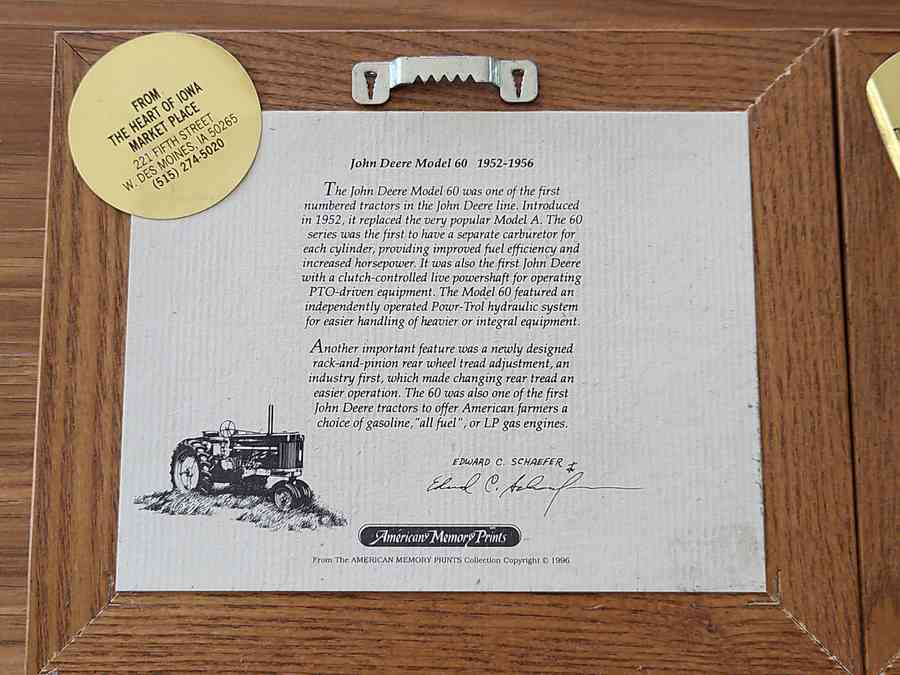 FROM
THE HEART OF IOWA
MARKET PLACE
221 FIFTH STREET
W. DES MOINES, IA 50265
(515) 274-5020
John Deere Model 60 1952-1956
The John Deere Model 60 was one of the first
numbered tractors in the John Deere line. Introduced
in 1952, it replaced the very popular Model A. The 60
series was the first to have a separate carburetor for
each cylinder, providing improved fuel efficiency and
increased horsepower. It was also the first John Deere
with a clutch-controlled live powershaft for operating
PTO-driven equipment. The Model 60 featured an
independently operated Powr-Trol hydraulic system
for easier handling of heavier or integral equipment.
Another important feature was a newly designed
rack-and-pinion rear wheel tread adjustment, an
industry first, which made changing rear tread an
easier operation. The 60 was also one of the first
John Deere tractors to offer American farmers a
choice of gasoline, "all fuel", or LP gas engines.
EDWARD C. SCHAEFER
Edward C. Schaefer
American Memory Prints
From The AMERICAN MEMORY PRINTS Collection Copyright © 1996